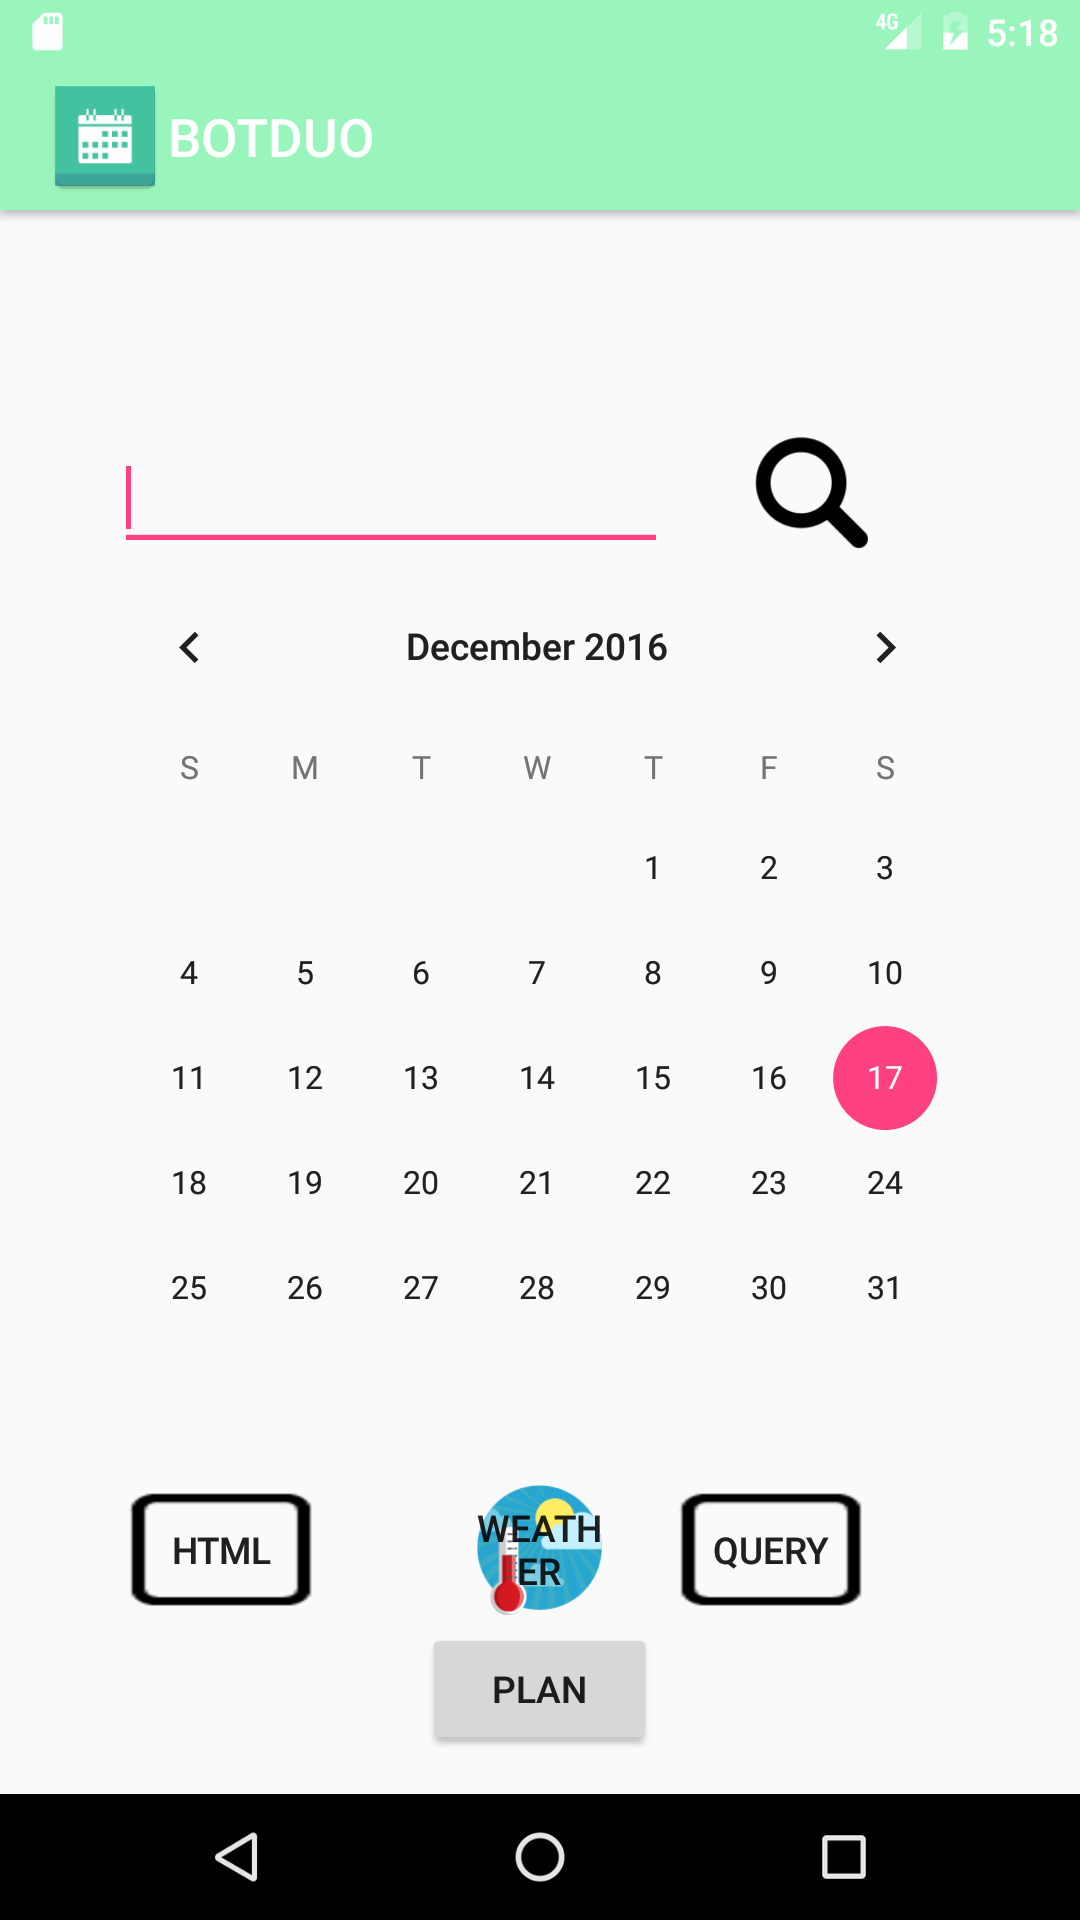 4G 5:18
BOTDUO
December 2016
S M T W T F S
1 2 3
4 5 6 7 8 9 10
11 12 13 14 15 16 17
18 19 20 21 22 23 24
25 26 27 28 29 30 31
HTML
WEATH
ER
QUERY
PLAN